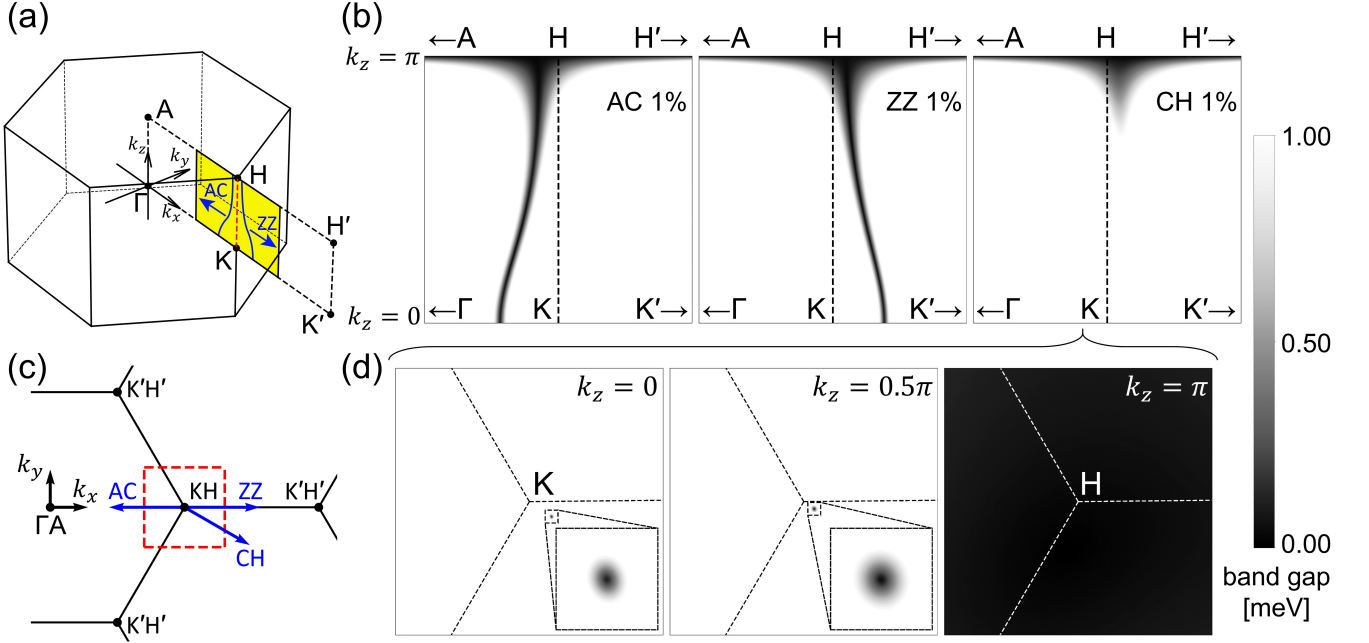 (a)
A
k_z
k_y
Γ
k_x
H
AC
ZZ
H′
K
K′
(b)
←A H H′→
←A H H′→
←A H H′→
k_z = π
AC 1%
ZZ 1%
CH 1%
k_z = 0
←Γ K K′→
←Γ K K′→
←Γ K K′→
1.00
0.50
0.00
band gap
[meV]
(c)
K′H′
k_y
k_x
ΓA
AC
KH
ZZ
K′H′
CH
K′H′
(d)
k_z = 0
K
k_z = 0.5π
k_z = π
H